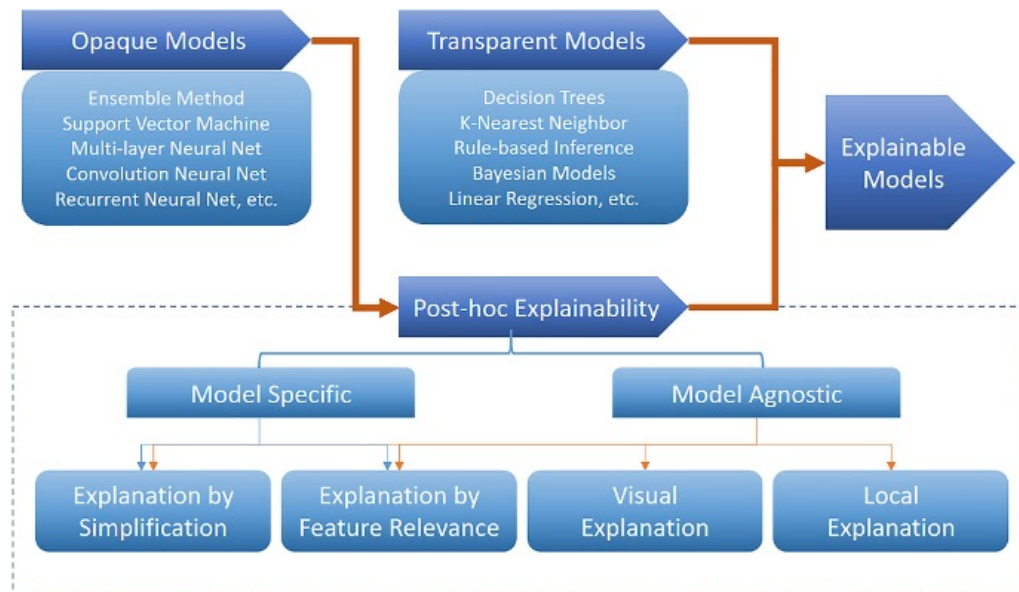 Opaque Models
Ensemble Method
Support Vector Machine
Multi-layer Neural Net
Convolution Neural Net
Recurrent Neural Net, etc.
Transparent Models
Decision Trees
K-Nearest Neighbor
Rule-based Inference
Bayesian Models
Linear Regression, etc.
Explainable
Models
Post-hoc Explainability
Model Specific
Model Agnostic
Explanation by
Simplification
Explanation by
Feature Relevance
Visual
Explanation
Local
Explanation